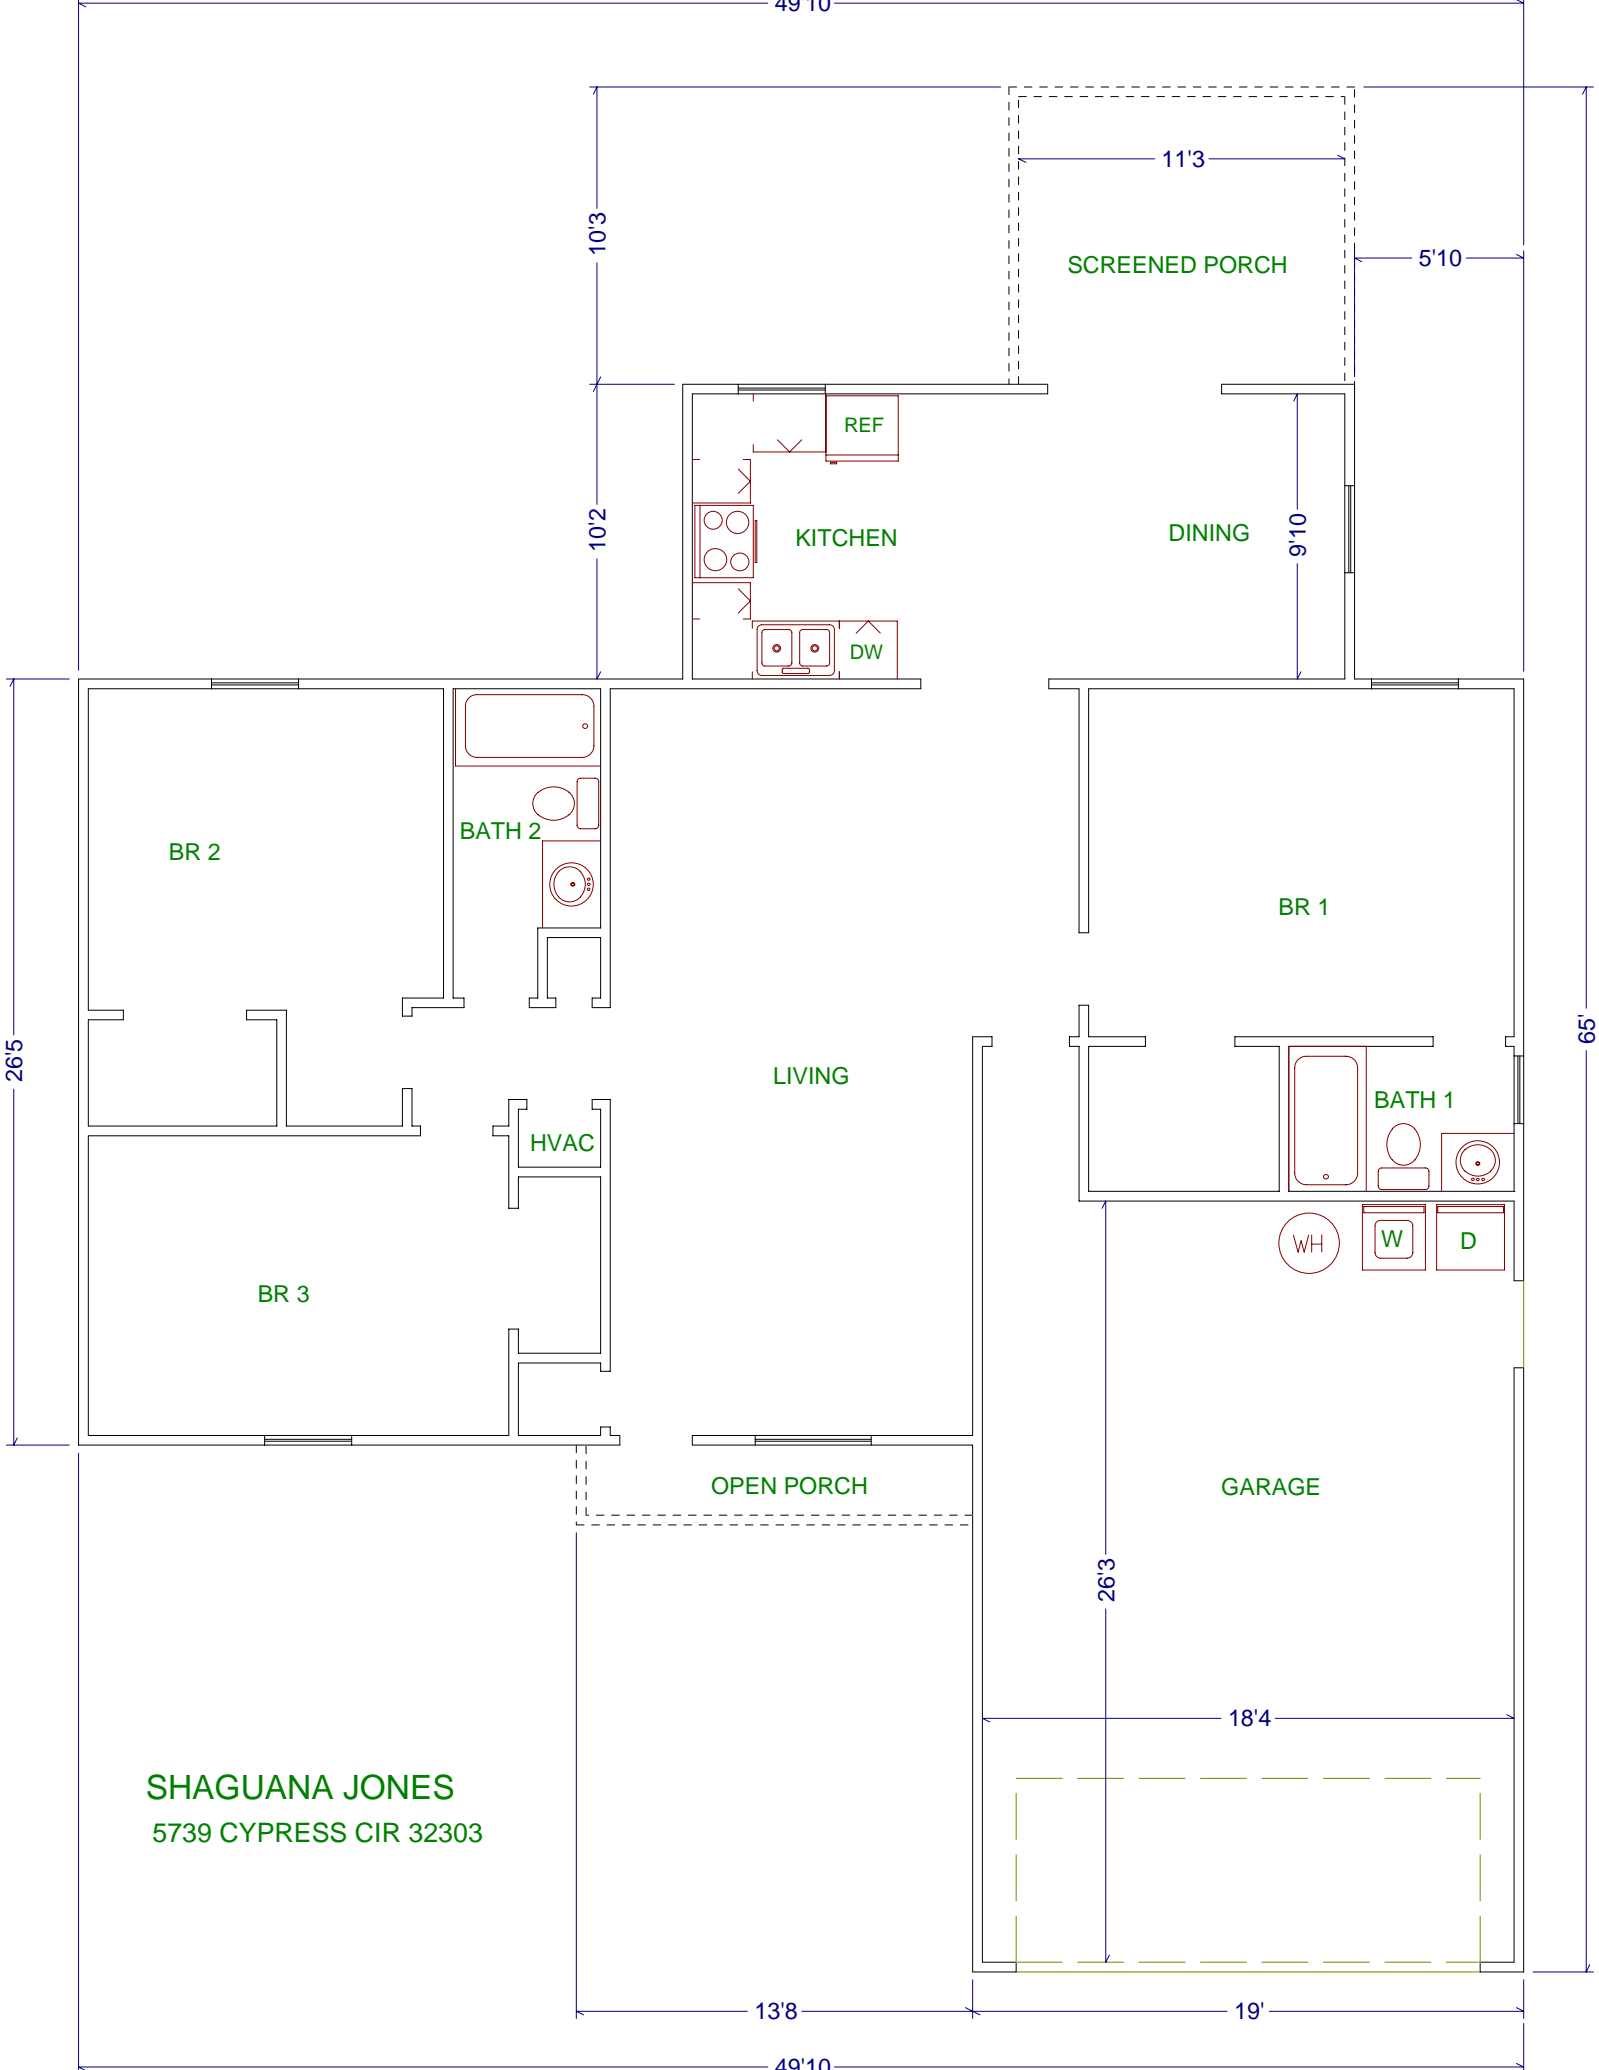 49'10
11'3
10'3
SCREENED PORCH
5'10
REF
10'2
KITCHEN
DINING
9'10
DW
BATH 2
BR 2
BR 1
65'
26'5
LIVING
BATH 1
HVAC
WH
W
D
BR 3
OPEN PORCH
GARAGE
26'3
18'4
SHAGUANA JONES
5739 CYPRESS CIR 32303
13'8
19'
49'10